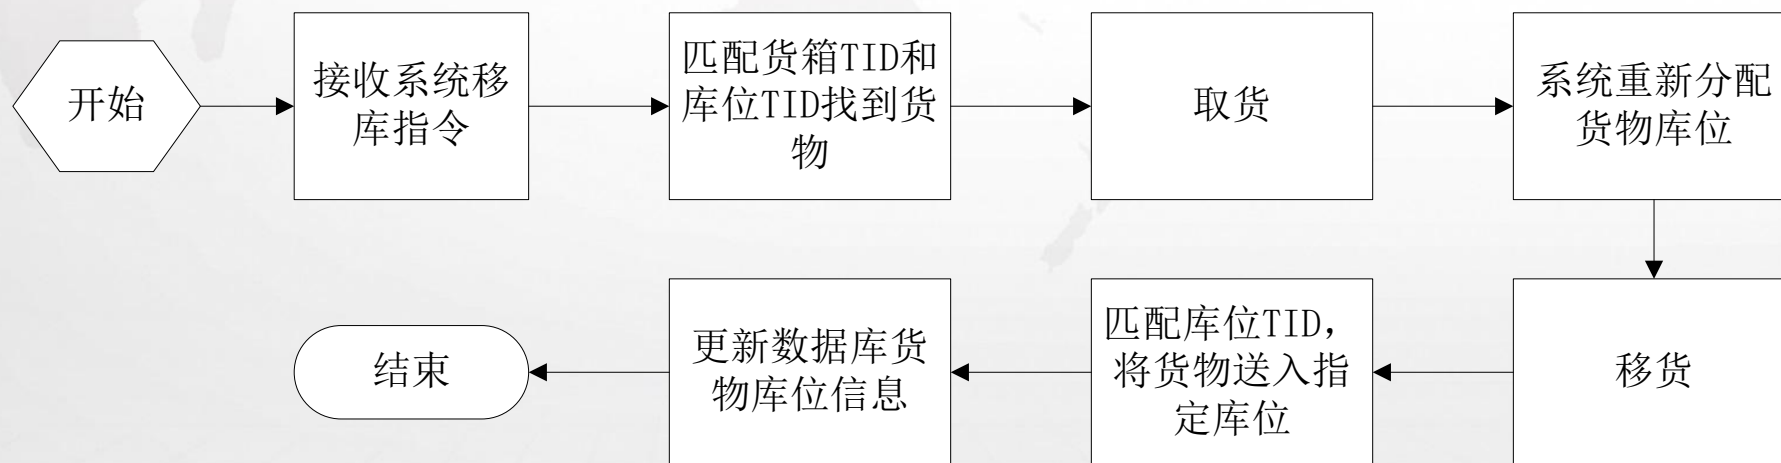 开始
接收系统移
库指令
匹配货箱TID和
库位TID找到货
物
取货
系统重新分配
货物库位
移货
匹配库位TID，
将货物送入指
定库位
更新数据库货
物库位信息
结束